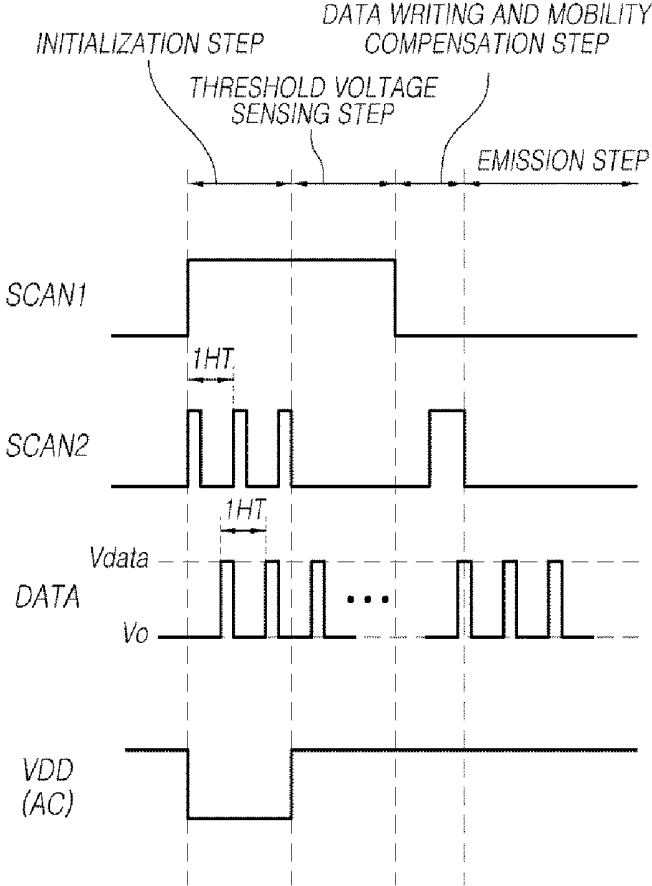 DATA WRITING AND MOBILITY
COMPENSATION STEP
INITIALIZATION STEP
THRESHOLD VOLTAGE
SENSING STEP
EMISSION STEP
SCAN1
1HT
SCAN2
1HT
Vdata
DATA
Vo
VDD
(AC)